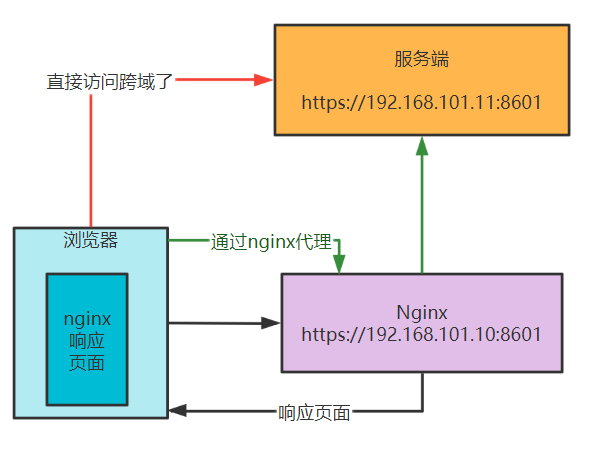 服务端
https://192.168.101.11:8601
直接访问跨域了
浏览器
通过nginx代理
nginx
响应
页面
Nginx
https://192.168.101.10:8601
响应页面